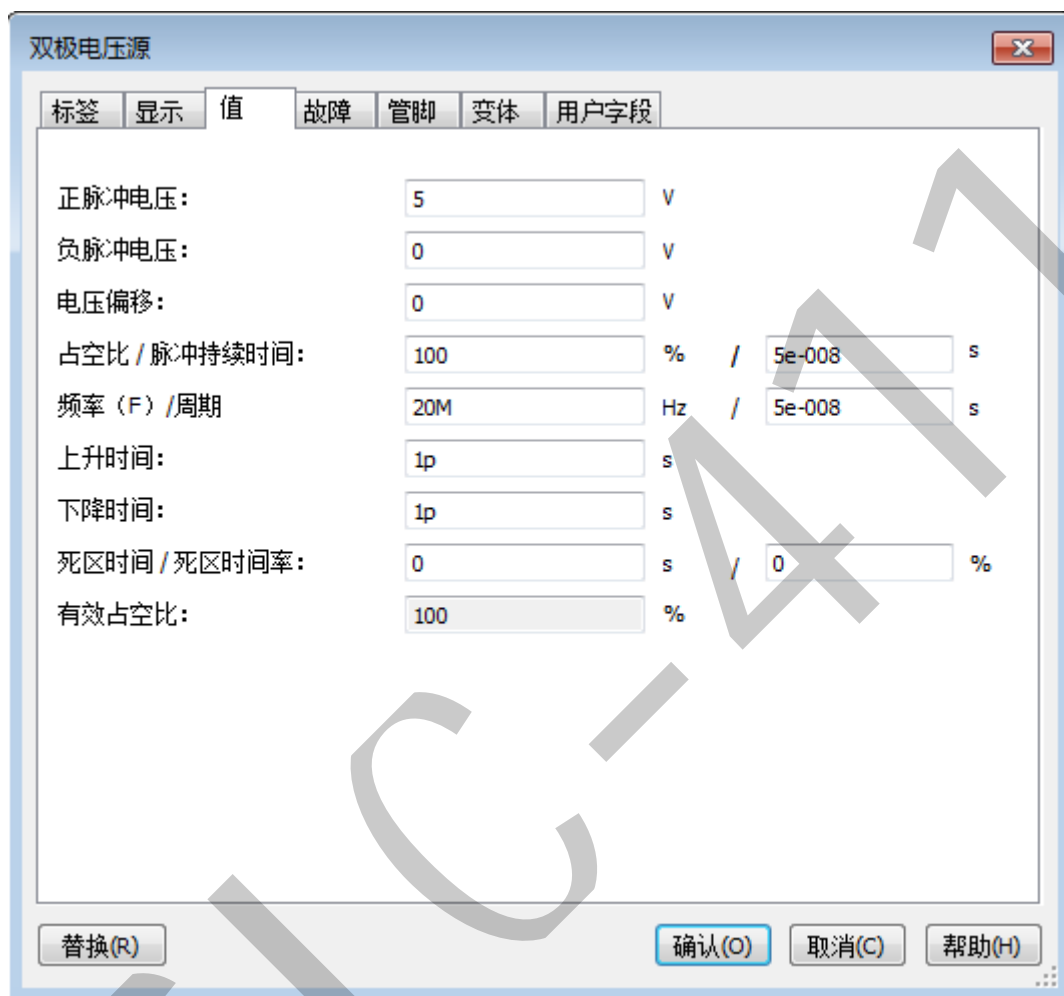 双极电压源
标签 显示 值 故障 管脚 变体 用户字段
正脉冲电压： 5 V
负脉冲电压： 0 V
电压偏移： 0 V
占空比 / 脉冲持续时间： 100 % / 5e-008 s
频率（F）/周期 20M Hz / 5e-008 s
上升时间： 1p s
下降时间： 1p s
死区时间 / 死区时间率： 0 s / 0 %
有效占空比： 100 %
替换(R) 确认(O) 取消(C) 帮助(H)